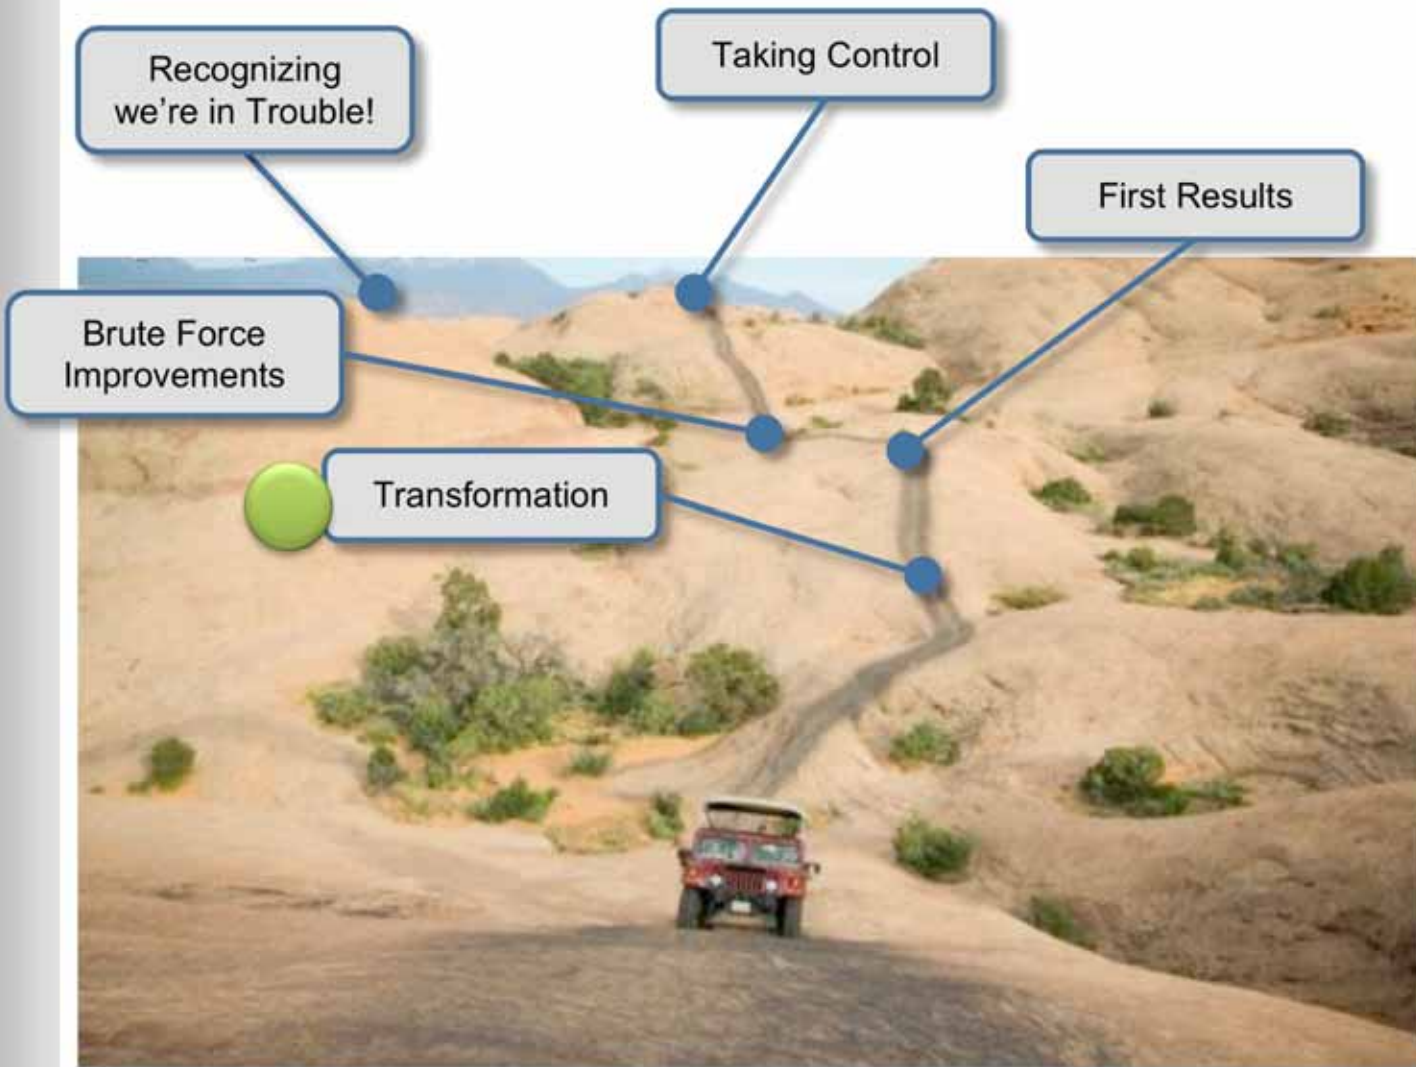 Recognizing
we're in Trouble!
Taking Control
First Results
Brute Force
Improvements
Transformation